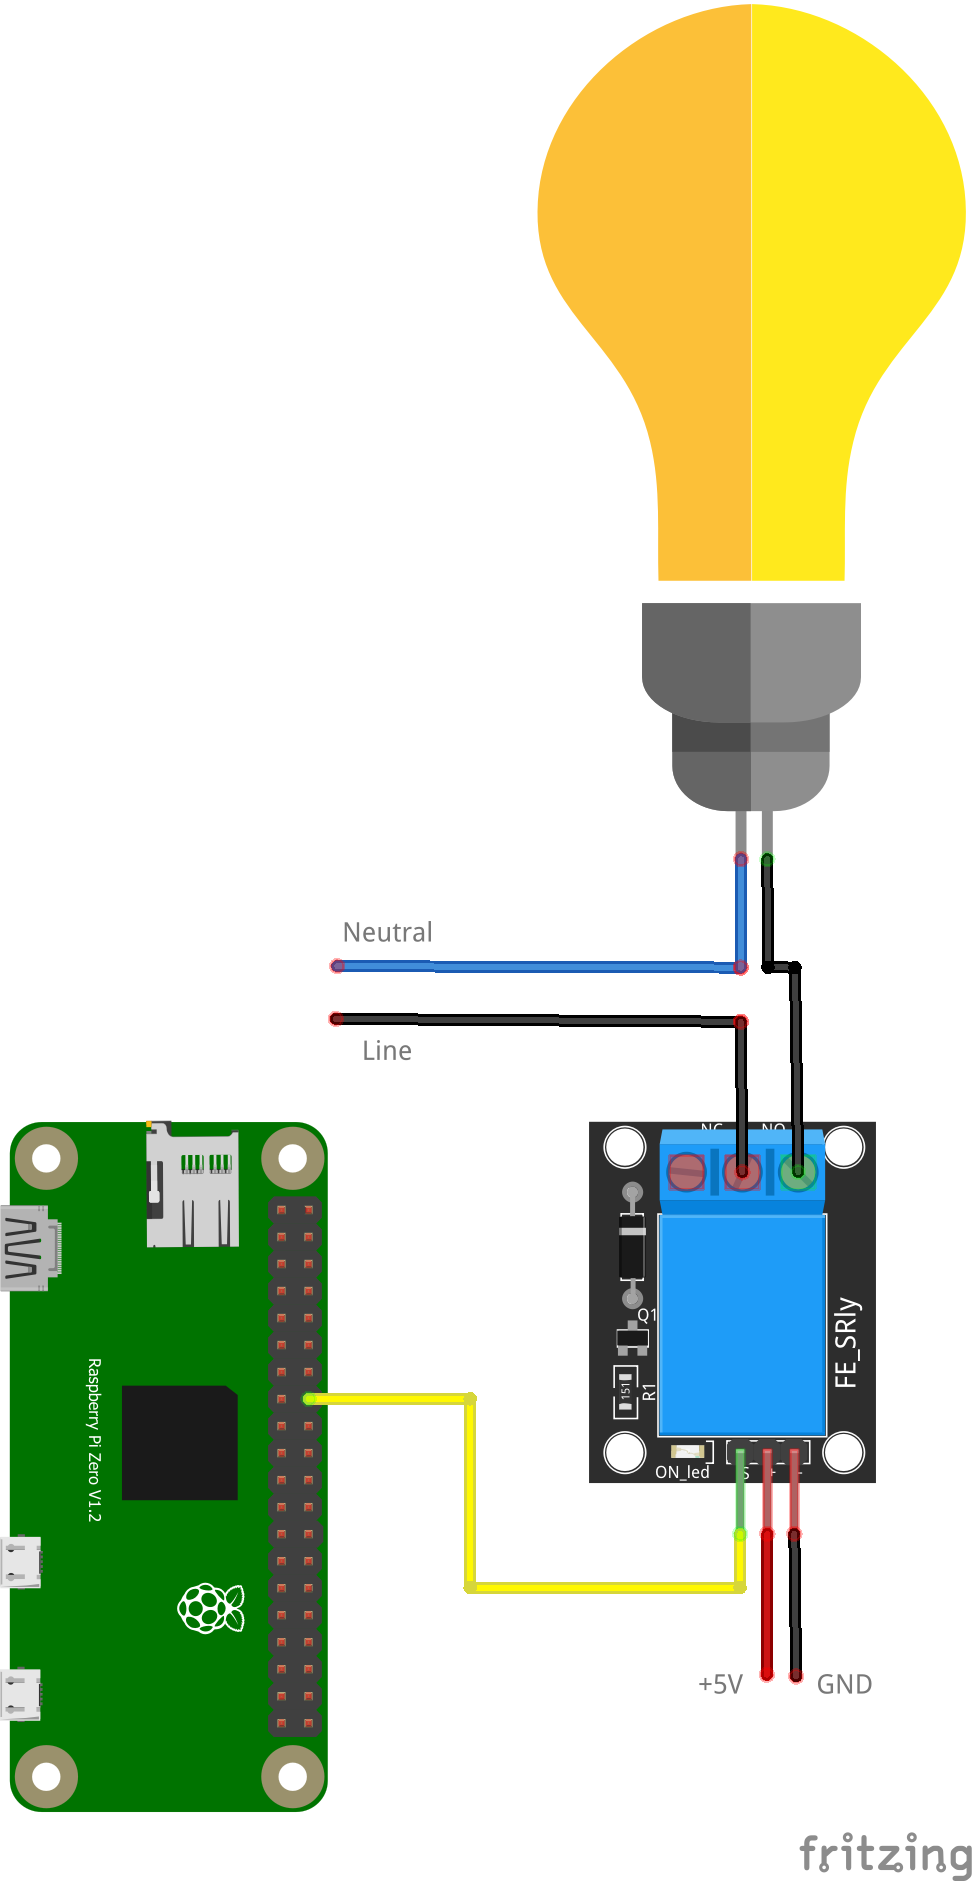 Neutral
Line
NC
NO
Q1
FE_SRly
151
R1
Raspberry Pi Zero V1.2
ON_led
S
+
-
+5V
GND
fritzing